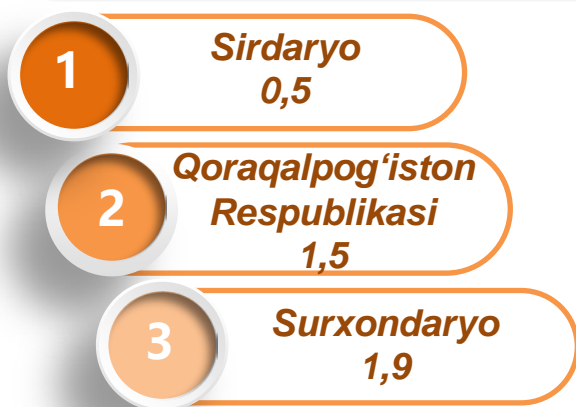 1
Sirdaryo
0,5
2
Qoraqalpog‘iston
Respublikasi
1,5
3
Surxondaryo
1,9